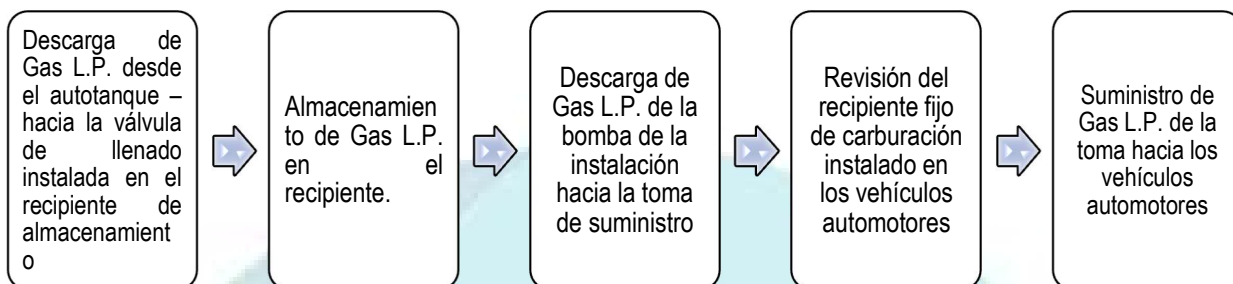 Descarga de
Gas L.P. desde
el autotanque –
hacia la válvula
de llenado
instalada en el
recipiente de
almacenamient
o
Almacenamien
to de Gas L.P.
en el
recipiente.
Descarga de
Gas L.P. de la
bomba de la
instalación
hacia la toma
de suministro
Revisión del
recipiente fijo
de carburación
instalado en
los vehículos
automotores
Suministro de
Gas L.P. de la
toma hacia los
vehículos
automotores